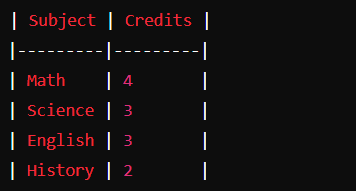 | Subject | Credits |
|---------|---------|
| Math    | 4       |
| Science | 3       |
| English | 3       |
| History | 2       |